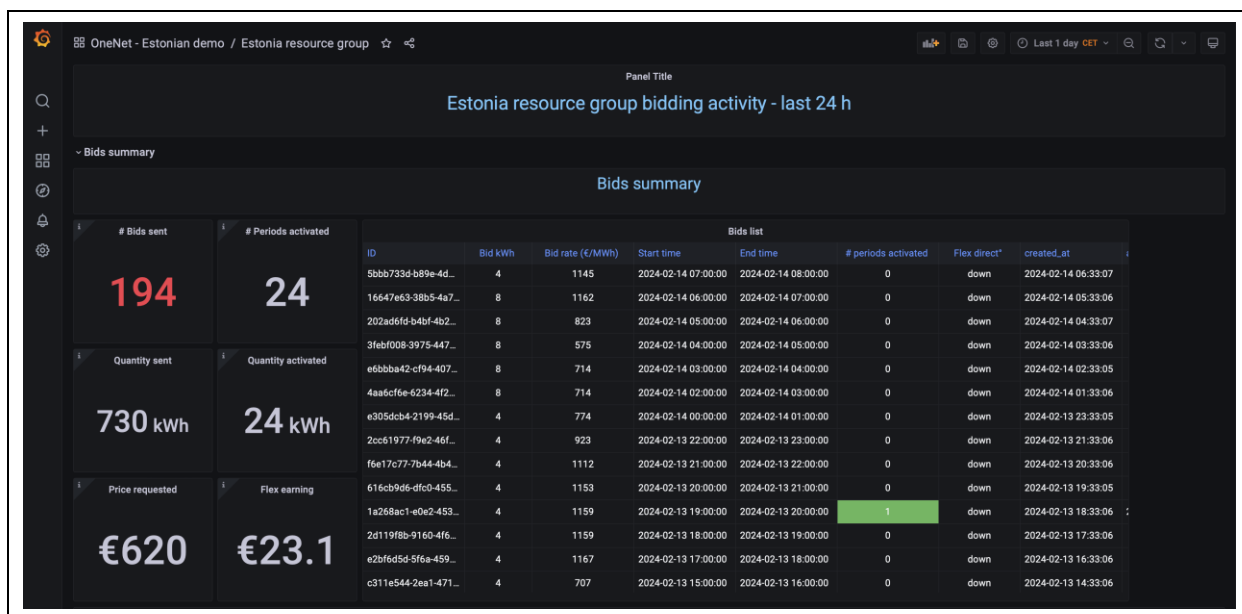 OneNet - Estonian demo / Estonia resource group
Last 1 day CET
Panel Title
Estonia resource group bidding activity - last 24 h
Bids summary
Bids summary
# Bids sent
194
# Periods activated
24
Quantity sent
730 kWh
Quantity activated
24 kWh
Price requested
€620
Flex earning
€23.1
Bids list
ID Bid kWh Bid rate (€/MWh) Start time End time # periods activated Flex direct* created_at
5bbb733d-b89e-4d... 4 1145 2024-02-14 07:00:00 2024-02-14 08:00:00 0 down 2024-02-14 06:33:07
16647e63-38b5-4a7... 8 1162 2024-02-14 06:00:00 2024-02-14 07:00:00 0 down 2024-02-14 05:33:06
202ad6fd-b4bf-4b2... 8 823 2024-02-14 05:00:00 2024-02-14 06:00:00 0 down 2024-02-14 04:33:07
3febf008-3975-447... 8 575 2024-02-14 04:00:00 2024-02-14 05:00:00 0 down 2024-02-14 03:33:06
e6bbba42-cf94-407... 8 714 2024-02-14 03:00:00 2024-02-14 04:00:00 0 down 2024-02-14 02:33:05
4aa6cf6e-6234-4f2... 8 714 2024-02-14 02:00:00 2024-02-14 03:00:00 0 down 2024-02-14 01:33:06
e305dcb4-2199-45d... 4 774 2024-02-14 00:00:00 2024-02-14 01:00:00 0 down 2024-02-13 23:33:05
2cc61977-f9e2-46f... 4 923 2024-02-13 22:00:00 2024-02-13 23:00:00 0 down 2024-02-13 21:33:06
f6e17c77-7b44-4b4... 4 1112 2024-02-13 21:00:00 2024-02-13 22:00:00 0 down 2024-02-13 20:33:06
616cb9d6-dfc0-455... 4 1153 2024-02-13 20:00:00 2024-02-13 21:00:00 0 down 2024-02-13 19:33:05
1a268ac1-e0e2-453... 4 1159 2024-02-13 19:00:00 2024-02-13 20:00:00 1 down 2024-02-13 18:33:06
2d119f8b-9160-4f6... 4 1159 2024-02-13 18:00:00 2024-02-13 19:00:00 0 down 2024-02-13 17:33:06
e2bf6d5d-5f6a-459... 4 1167 2024-02-13 17:00:00 2024-02-13 18:00:00 0 down 2024-02-13 16:33:06
c311e544-2ea1-471... 4 707 2024-02-13 15:00:00 2024-02-13 16:00:00 0 down 2024-02-13 14:33:06